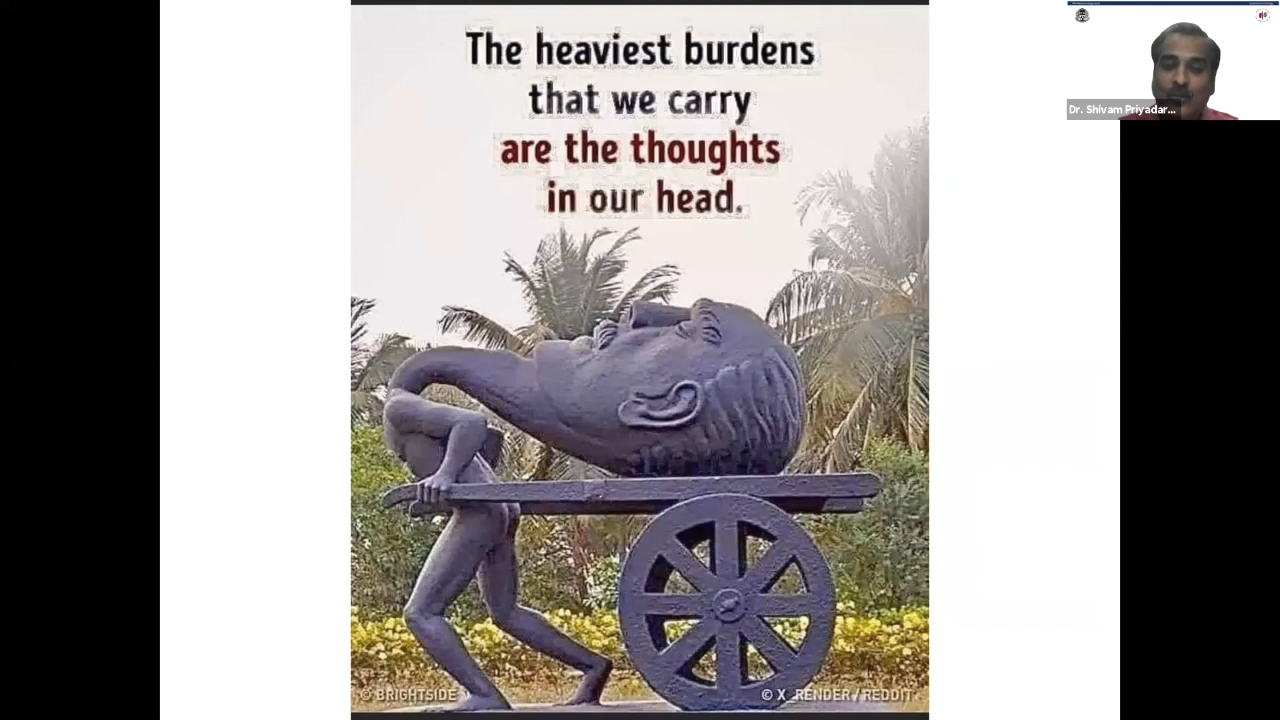 The heaviest burdens
that we carry
are the thoughts
in our head.
Dr. Shivam Priyadar...
© BRIGHTSIDE
© X_RENDER / REDDIT